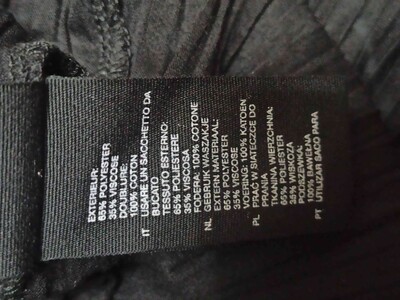 EXTERIEUR:
65% POLYESTER
35% VISCOSE
DOUBLURE:
100% COTON
IT USARE UN SACCHETTO DA
BUCATO
TESSUTO ESTERNO:
65% POLIESTERE
35% VISCOSA
FODERA: 100% COTONE
NL GEBRUIK WASZAKJE
EXTERN MATERIAAL:
65% POLYESTER
35% VISCOSE
VOERING: 100% KATOEN
PL PRAĆ W SIATECZCE DO
PRANIA
TKANINA WIERZCHNIA:
65% POLIESTER
35% WISKOZA
PODSZEWKA:
100% BAWEŁNA
PT UTILIZAR SACO PARA